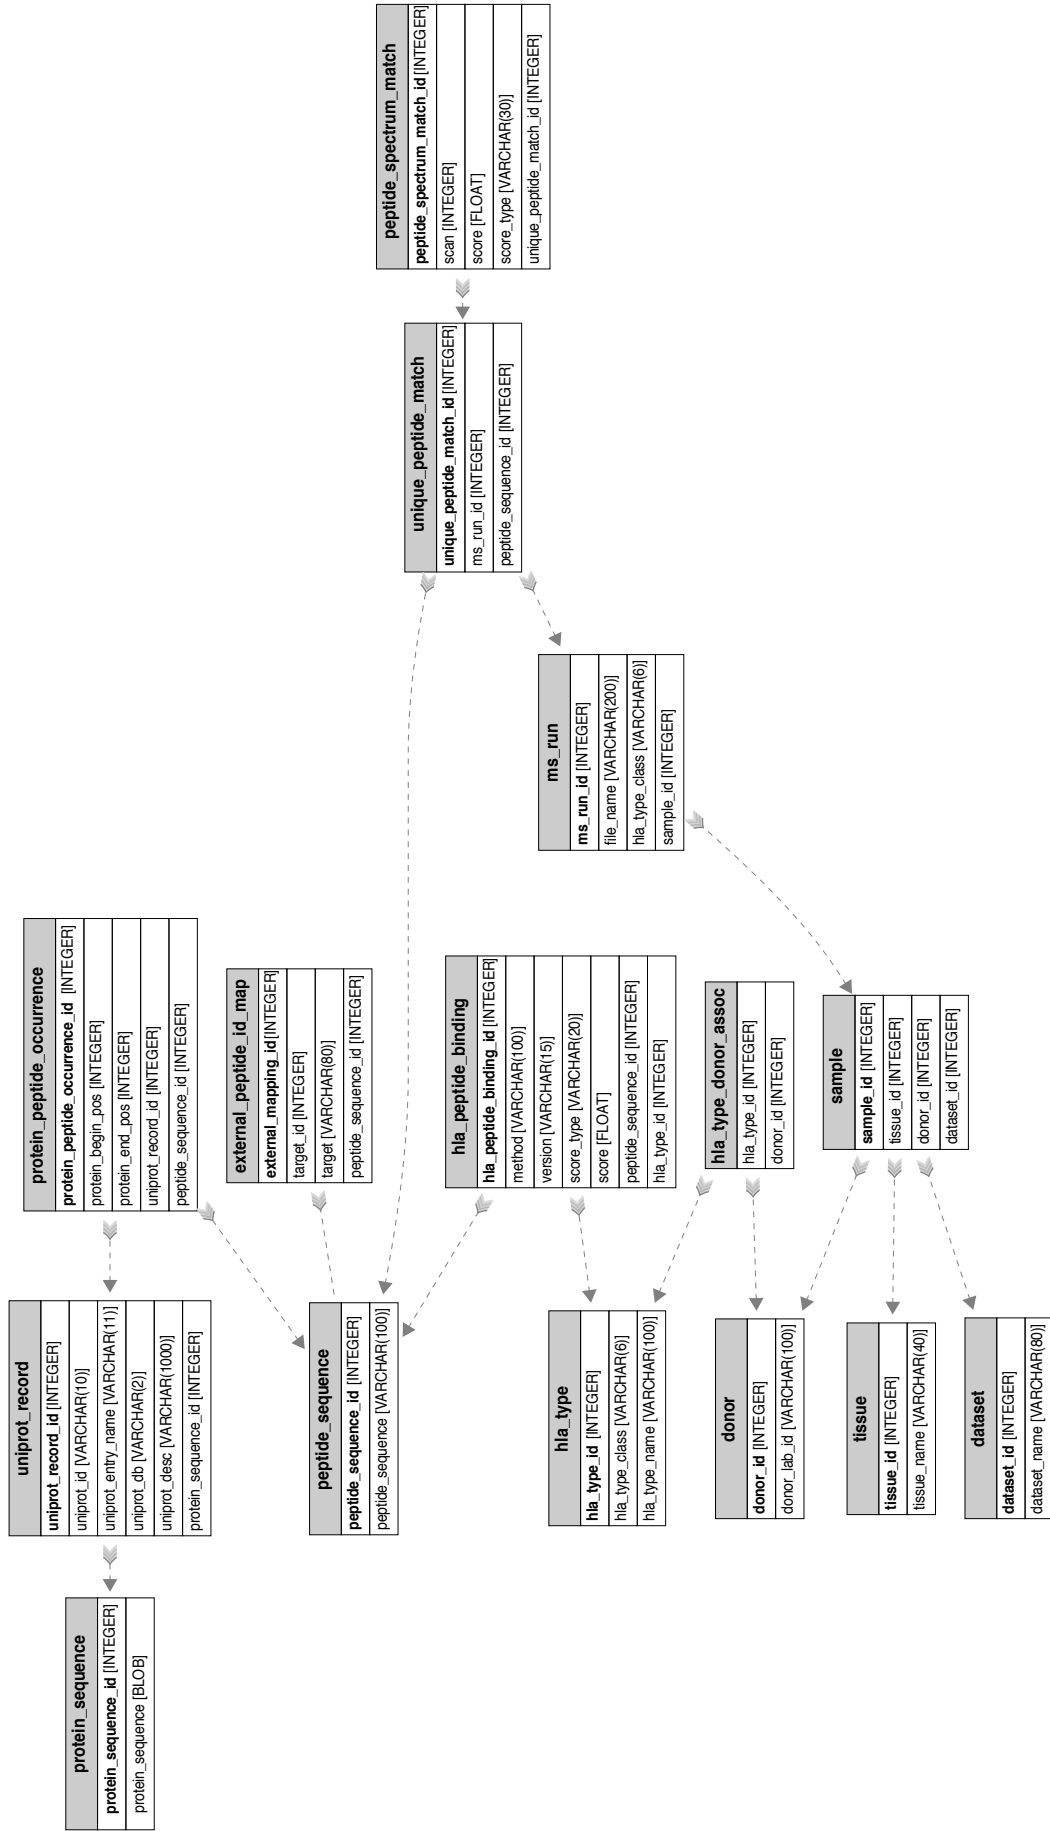 protein_sequence
protein_sequence_id [INTEGER]
protein_sequence [BLOB]
uniprot_record
uniprot_record_id [INTEGER]
uniprot_id [VARCHAR(10)]
uniprot_entry_name [VARCHAR(11)]
uniprot_db [VARCHAR(2)]
uniprot_desc [VARCHAR(1000)]
protein_sequence_id [INTEGER]
protein_peptide_occurrence
protein_peptide_occurrence_id [INTEGER]
protein_begin_pos [INTEGER]
protein_end_pos [INTEGER]
uniprot_record_id [INTEGER]
peptide_sequence_id [INTEGER]
peptide_sequence
peptide_sequence_id [INTEGER]
peptide_sequence [VARCHAR(100)]
external_peptide_id_map
external_mapping_id[INTEGER]
target_id [INTEGER]
target [VARCHAR(80)]
peptide_sequence_id [INTEGER]
hla_peptide_binding
hla_peptide_binding_id [INTEGER]
method [VARCHAR(100)]
version [VARCHAR(15)]
score_type [VARCHAR(20)]
score [FLOAT]
peptide_sequence_id [INTEGER]
hla_type_id [INTEGER]
hla_type
hla_type_id [INTEGER]
hla_type_class [VARCHAR(6)]
hla_type_name [VARCHAR(100)]
hla_type_donor_assoc
hla_type_id [INTEGER]
donor_id [INTEGER]
donor
donor_id [INTEGER]
donor_lab_id [VARCHAR(100)]
tissue
tissue_id [INTEGER]
tissue_name [VARCHAR(40)]
dataset
dataset_id [INTEGER]
dataset_name [VARCHAR(80)]
sample
sample_id [INTEGER]
tissue_id [INTEGER]
donor_id [INTEGER]
dataset_id [INTEGER]
ms_run
ms_run_id [INTEGER]
file_name [VARCHAR(200)]
hla_type_class [VARCHAR(6)]
sample_id [INTEGER]
unique_peptide_match
unique_peptide_match_id [INTEGER]
ms_run_id [INTEGER]
peptide_sequence_id [INTEGER]
peptide_spectrum_match
peptide_spectrum_match_id [INTEGER]
scan [INTEGER]
score [FLOAT]
score_type [VARCHAR(30)]
unique_peptide_match_id [INTEGER]